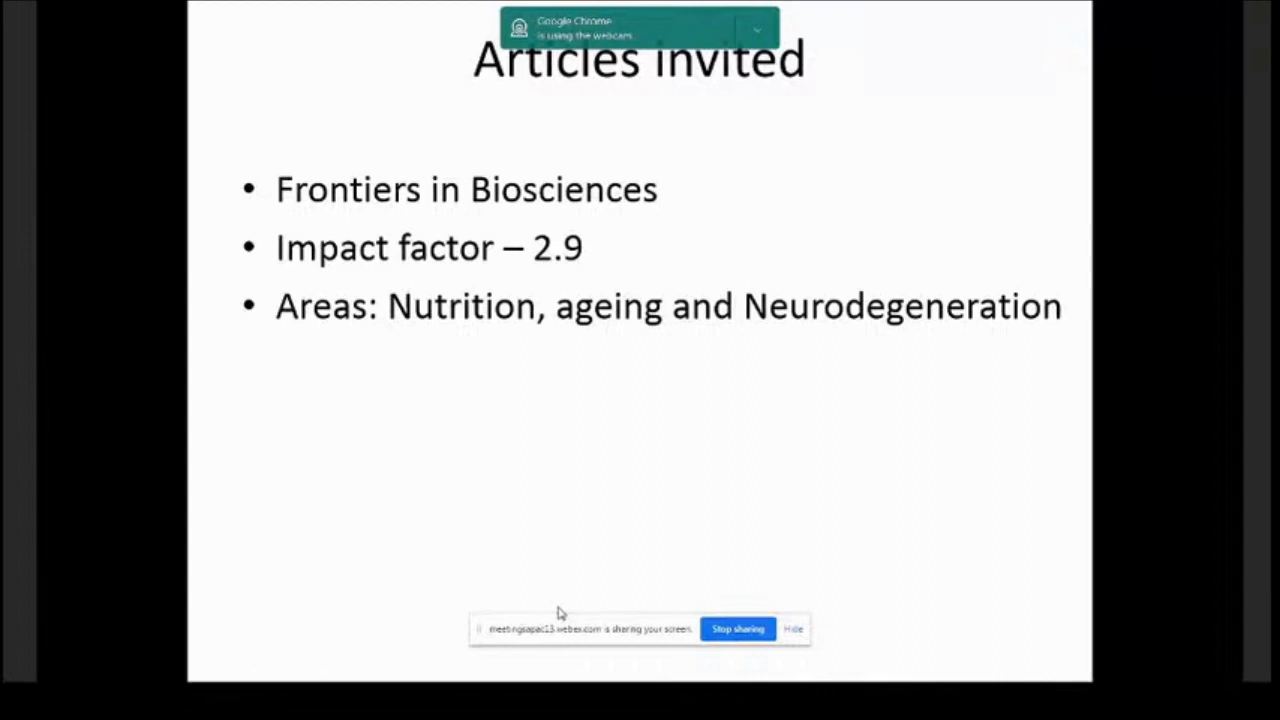 Google Chrome
is using the webcam
Articles invited
• Frontiers in Biosciences
• Impact factor – 2.9
• Areas: Nutrition, ageing and Neurodegeneration
meetingsapac13.webex.com is sharing your screen. Stop sharing Hide